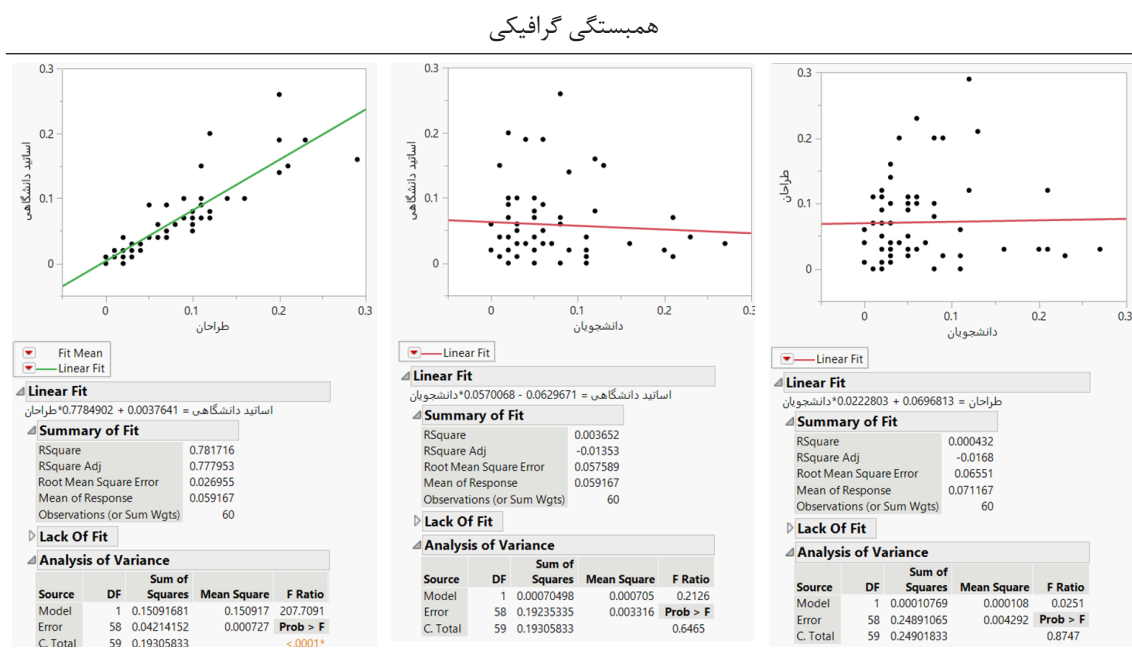 همبستگی گرافیکی
0.3
0.2
0.1
0
اساتید دانشگاهی
0 0.1 0.2 0.3
طراحان
Fit Mean
Linear Fit
Linear Fit
اساتید دانشگاهی = 0.0037641 + 0.7784902*طراحان
Summary of Fit
RSquare 0.781716
RSquare Adj 0.777953
Root Mean Square Error 0.026955
Mean of Response 0.059167
Observations (or Sum Wgts) 60
Lack Of Fit
Analysis of Variance
Sum of
Source DF Squares Mean Square F Ratio
Model 1 0.15091681 0.150917 207.7091
Error 58 0.04214152 0.000727 Prob > F
C. Total 59 0.19305833 <.0001*
0.3
0.2
0.1
0
اساتید دانشگاهی
0 0.1 0.2 0.3
دانشجویان
Linear Fit
Linear Fit
اساتید دانشگاهی = 0.0629671 - 0.0570068*دانشجویان
Summary of Fit
RSquare 0.003652
RSquare Adj -0.01353
Root Mean Square Error 0.057589
Mean of Response 0.059167
Observations (or Sum Wgts) 60
Lack Of Fit
Analysis of Variance
Sum of
Source DF Squares Mean Square F Ratio
Model 1 0.00070498 0.000705 0.2126
Error 58 0.19235335 0.003316 Prob > F
C. Total 59 0.19305833 0.6465
0.3
0.2
0.1
0
طراحان
0 0.1 0.2 0.3
دانشجویان
Linear Fit
Linear Fit
طراحان = 0.0696813 + 0.0222803*دانشجویان
Summary of Fit
RSquare 0.000432
RSquare Adj -0.0168
Root Mean Square Error 0.06551
Mean of Response 0.071167
Observations (or Sum Wgts) 60
Lack Of Fit
Analysis of Variance
Sum of
Source DF Squares Mean Square F Ratio
Model 1 0.00010769 0.000108 0.0251
Error 58 0.24891065 0.004292 Prob > F
C. Total 59 0.24901833 0.8747